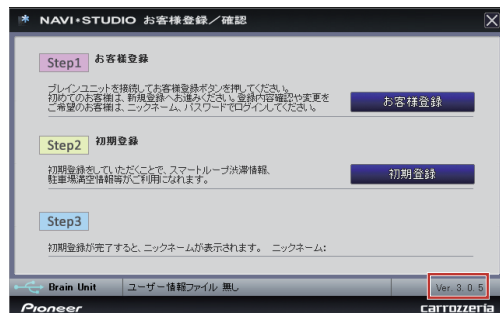 NAVI*STUDIO お客様登録/確認
Step1 お客様登録
ブレインユニットを接続してお客様登録ボタンを押してください。
初めてのお客様は、新規登録へお進みください。登録内容確認や変更を
ご希望のお客様は、ニックネーム、パスワードでログインしてください。
お客様登録
Step2 初期登録
初期登録をしていただくことで、スマートループ渋滞情報、
駐車場満空情報等がご利用になれます。
初期登録
Step3
初期登録が完了すると、ニックネームが表示されます。 ニックネーム:
Brain Unit ユーザー情報ファイル 無し Ver. 3. 0. 5
Pioneer carrozzeria